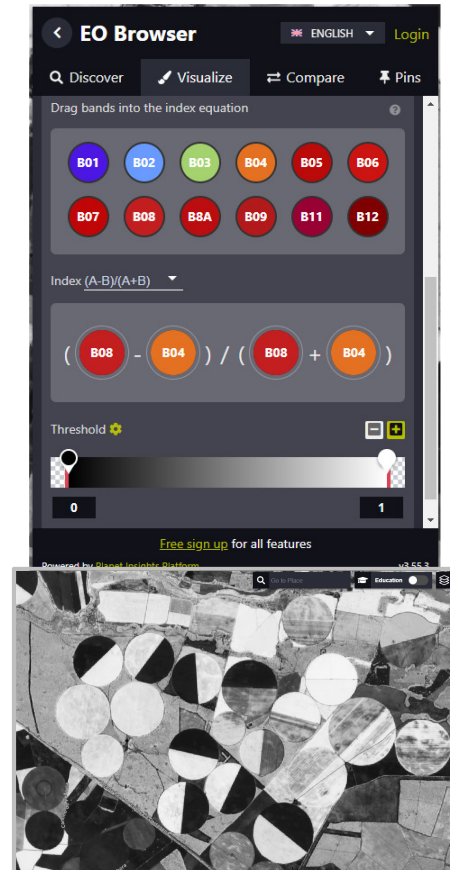 EO Browser ENGLISH Login
Discover Visualize Compare Pins
Drag bands into the index equation
B01 B02 B03 B04 B05 B06
B07 B08 B8A B09 B11 B12
Index (A-B)/(A+B)
( B08 - B04 ) / ( B08 + B04 )
Threshold
0 1
Free sign up for all features
Powered by Planet Insights Platform v3.55.3
Go to Place Education